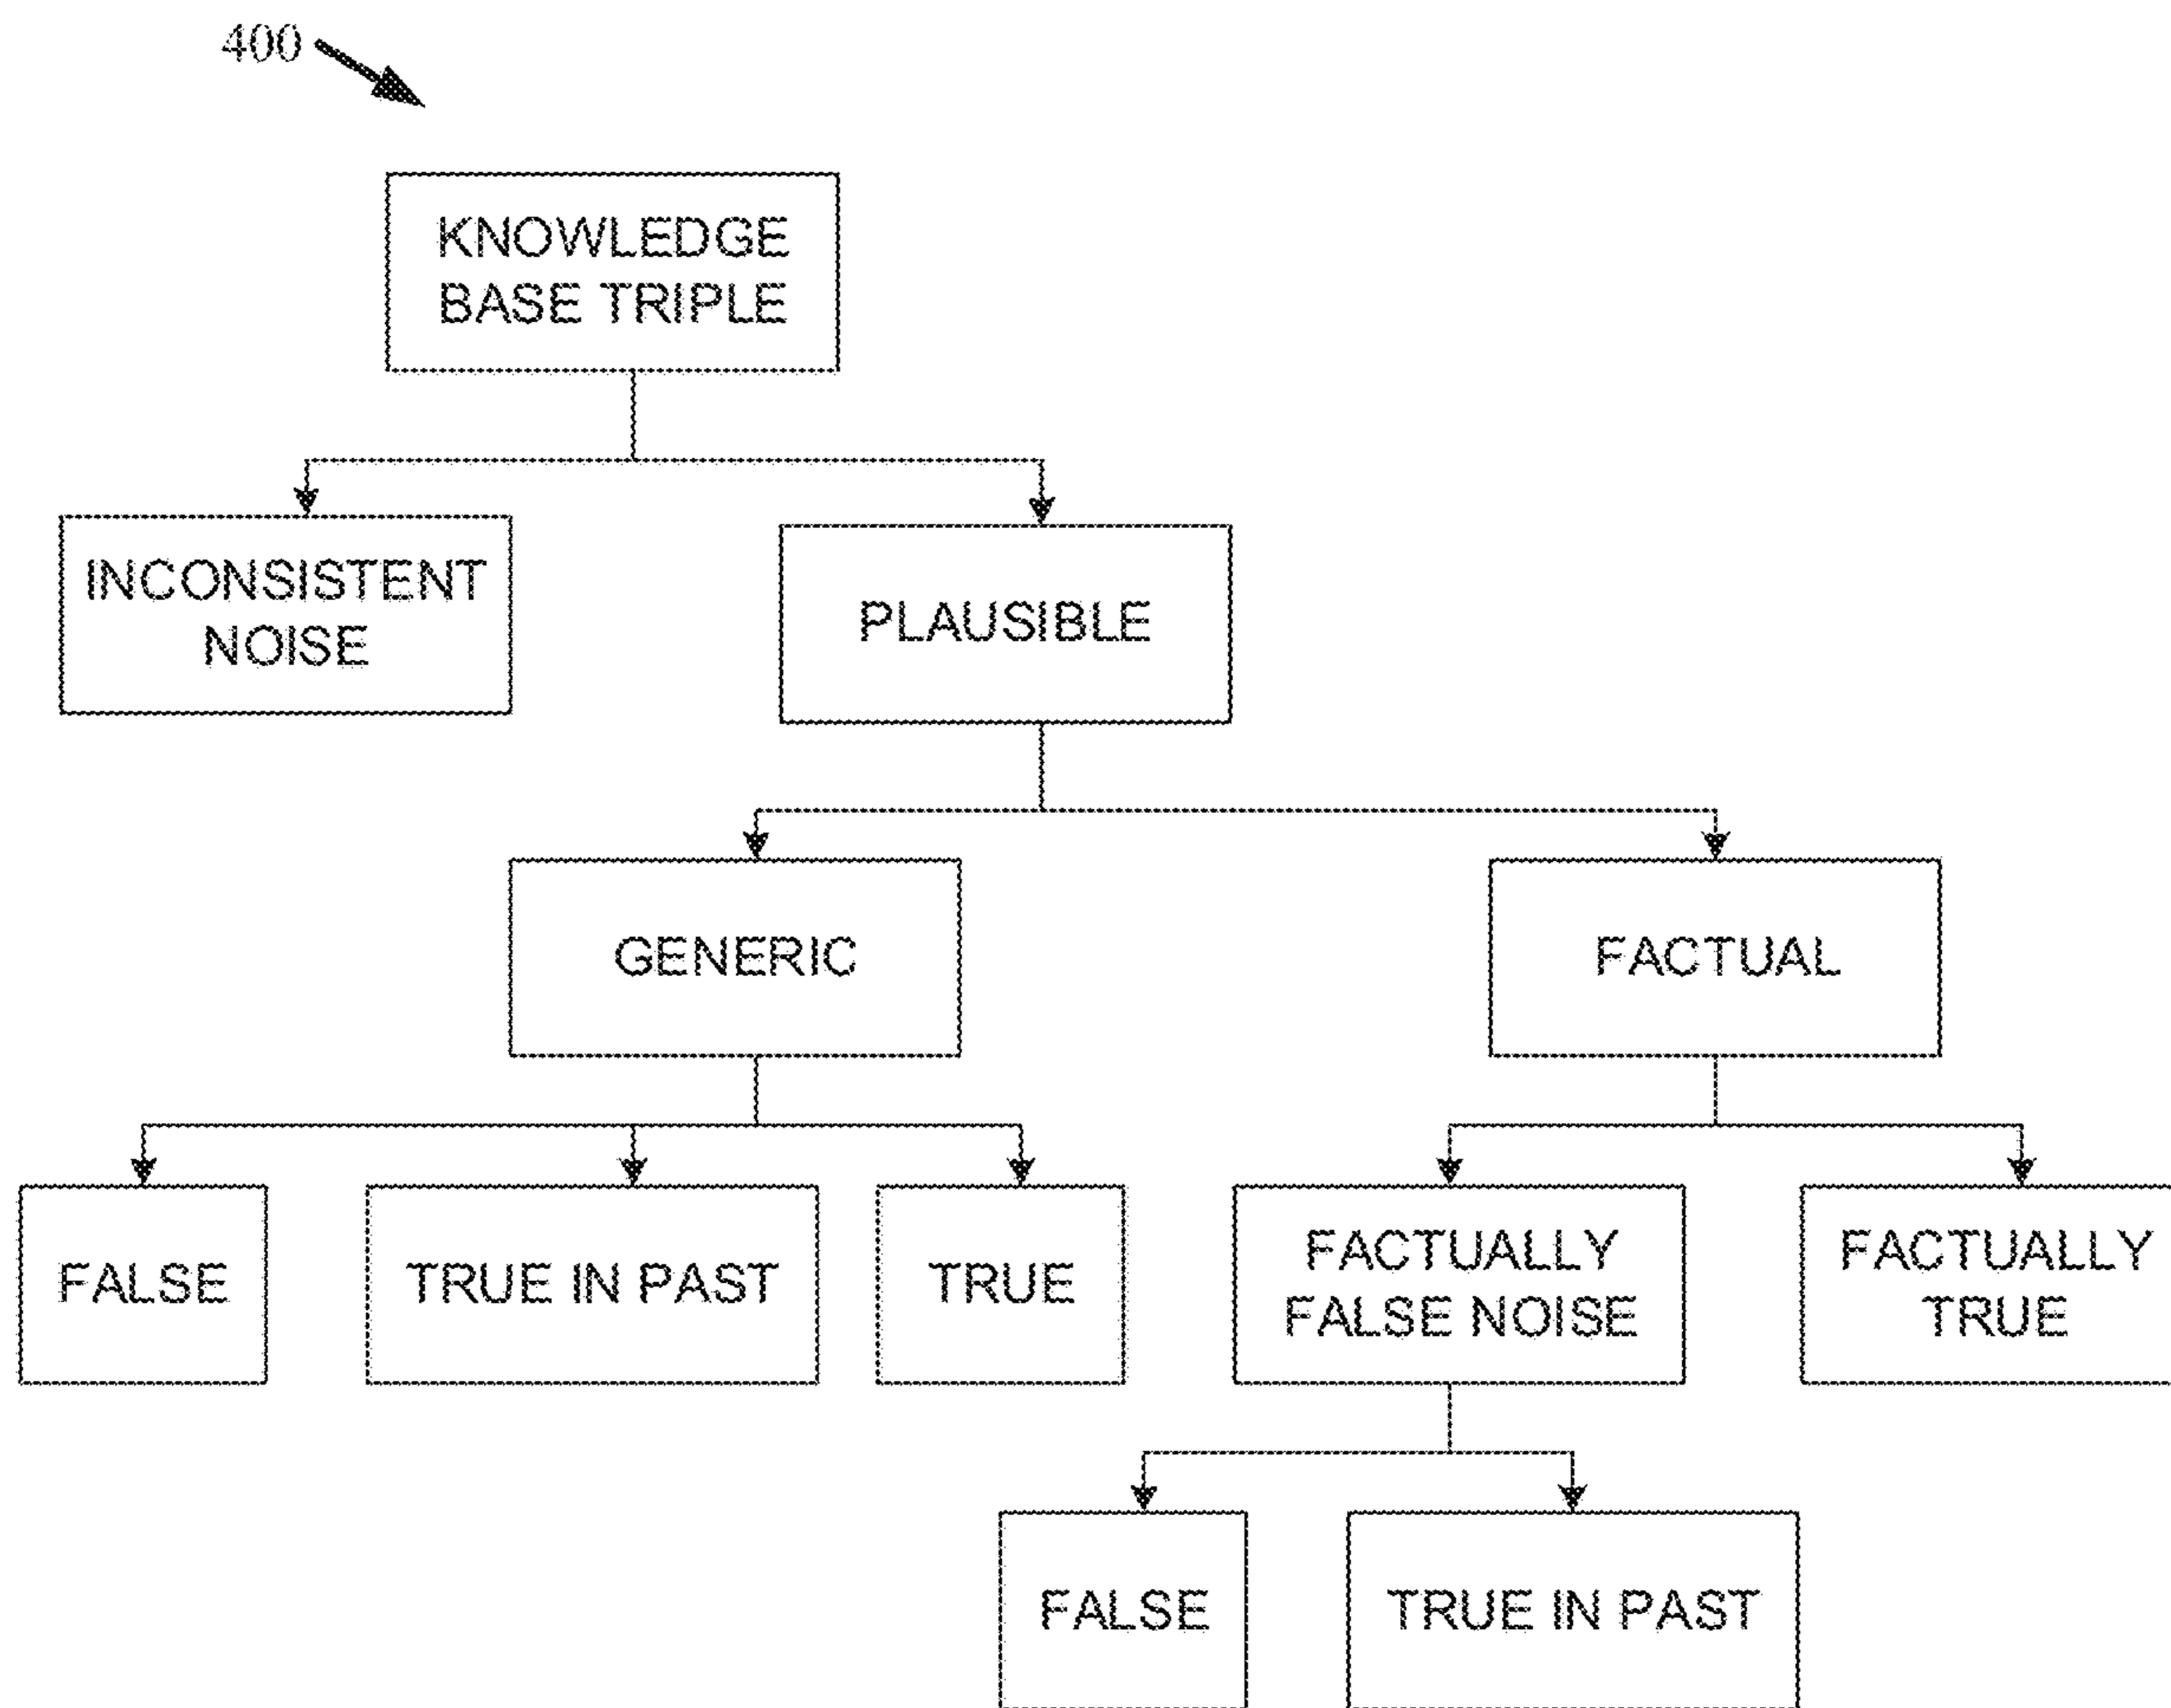 400
KNOWLEDGE
BASE TRIPLE
INCONSISTENT
NOISE
PLAUSIBLE
GENERIC
FACTUAL
FALSE
TRUE IN PAST
TRUE
FACTUALLY
FALSE NOISE
FACTUALLY
TRUE
FALSE
TRUE IN PAST